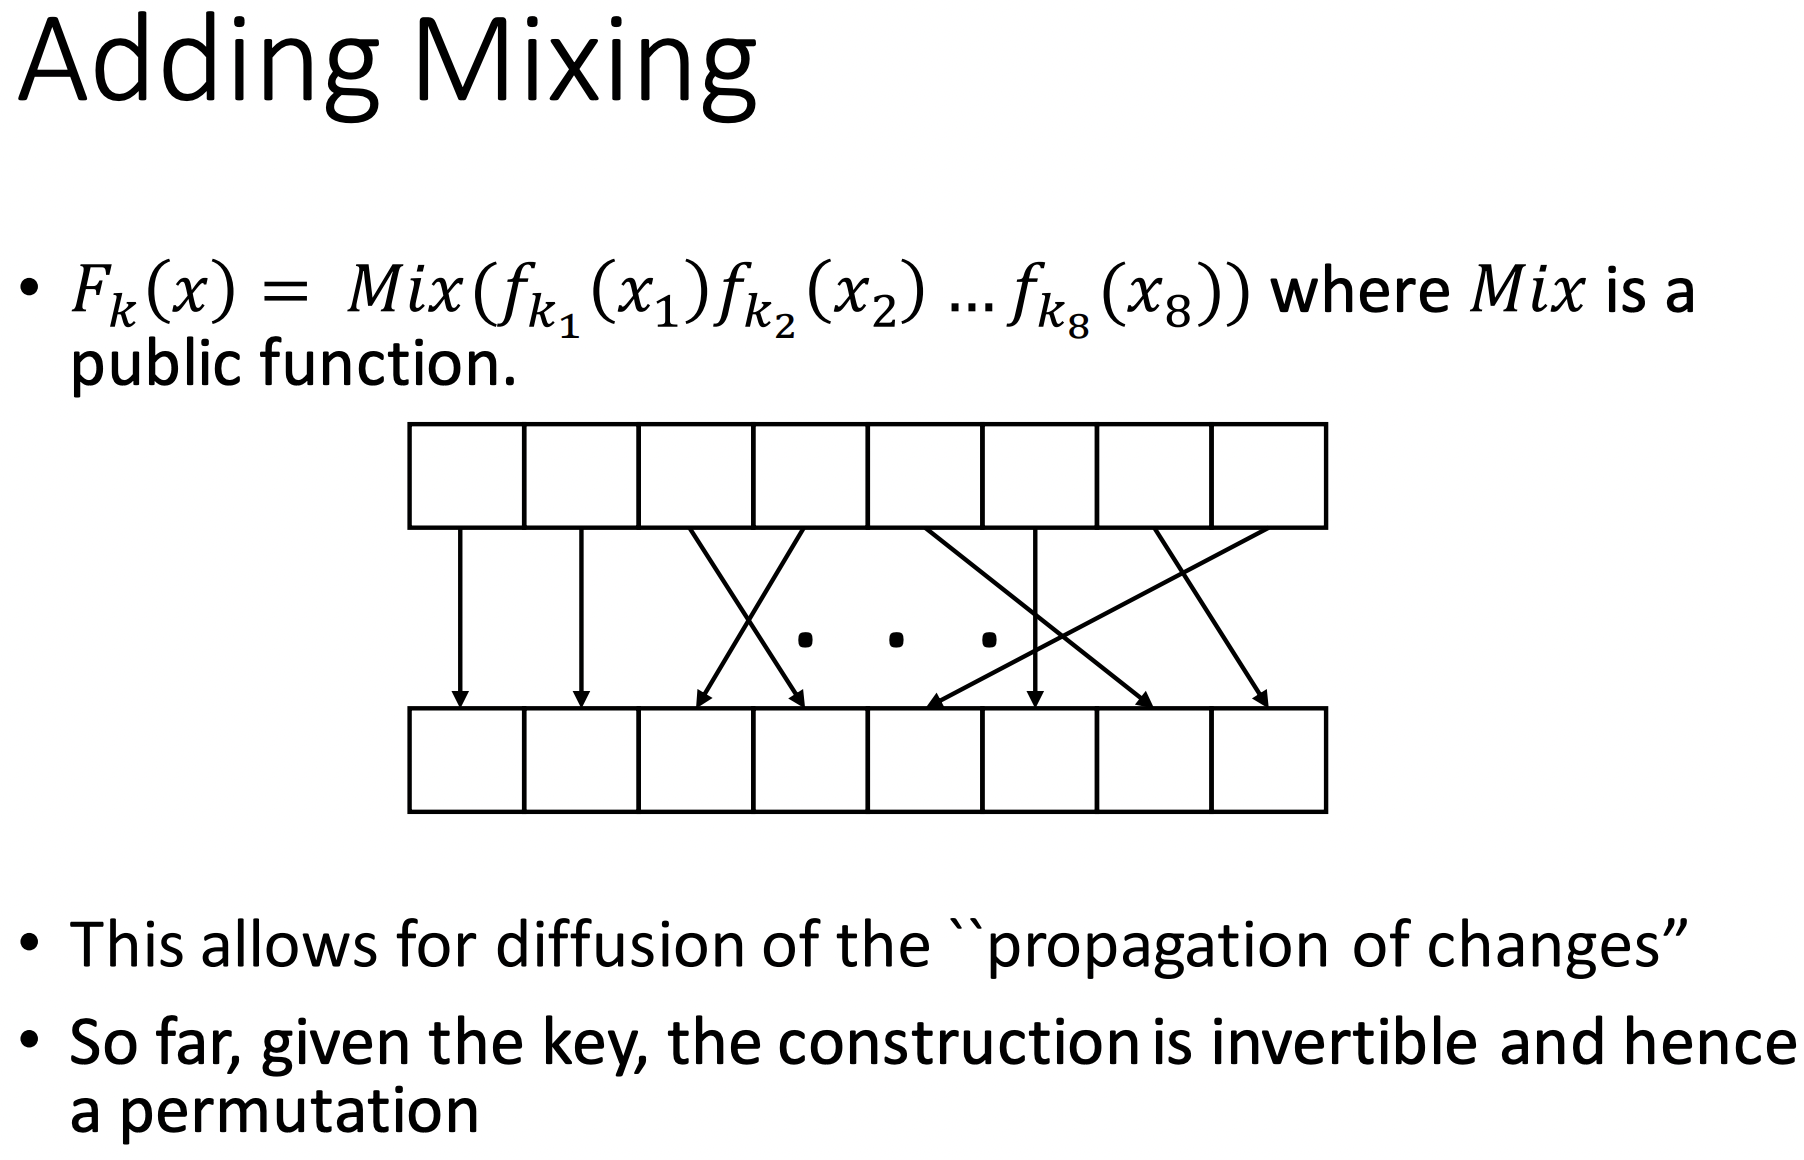 Adding Mixing
• F_k(x) = Mix(f_{k_1}(x_1)f_{k_2}(x_2) … f_{k_8}(x_8)) where Mix is a
public function.
. . .
• This allows for diffusion of the ``propagation of changes”
• So far, given the key, the construction is invertible and hence
a permutation